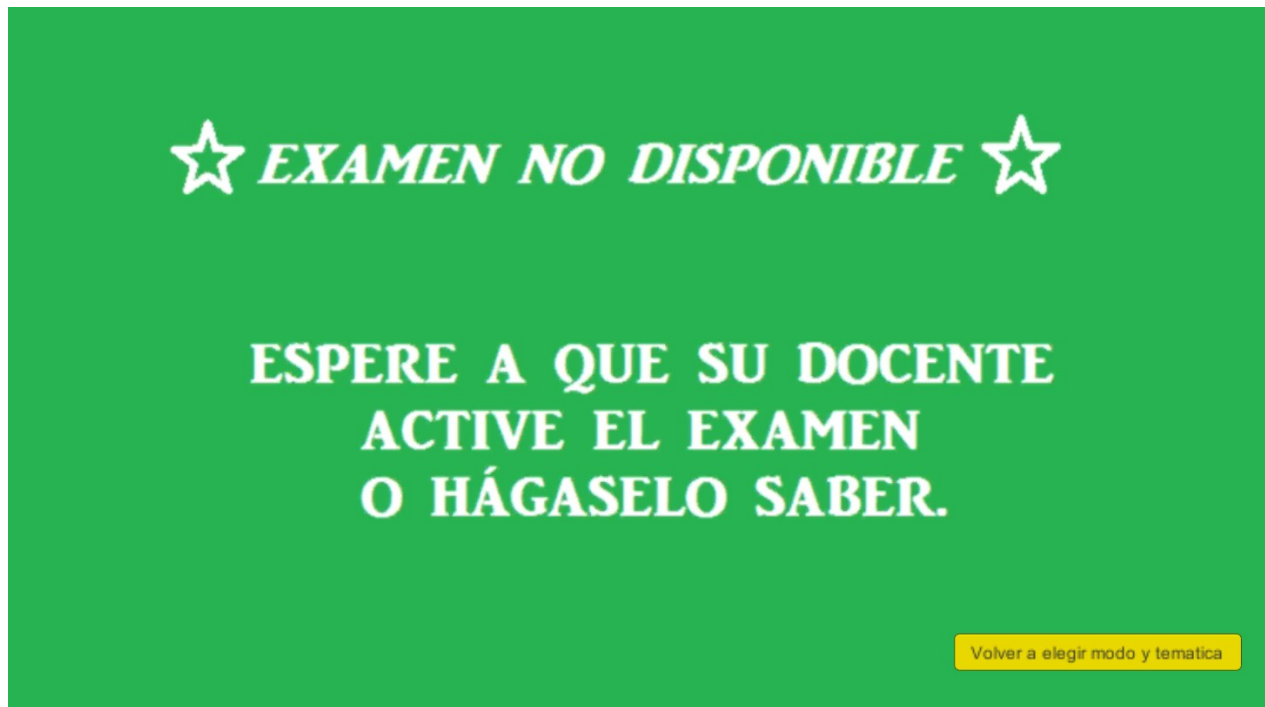 EXAMEN NO DISPONIBLE
ESPERE A QUE SU DOCENTE
ACTIVE EL EXAMEN
O HÁGASELO SABER.
Volver a elegir modo y tematica